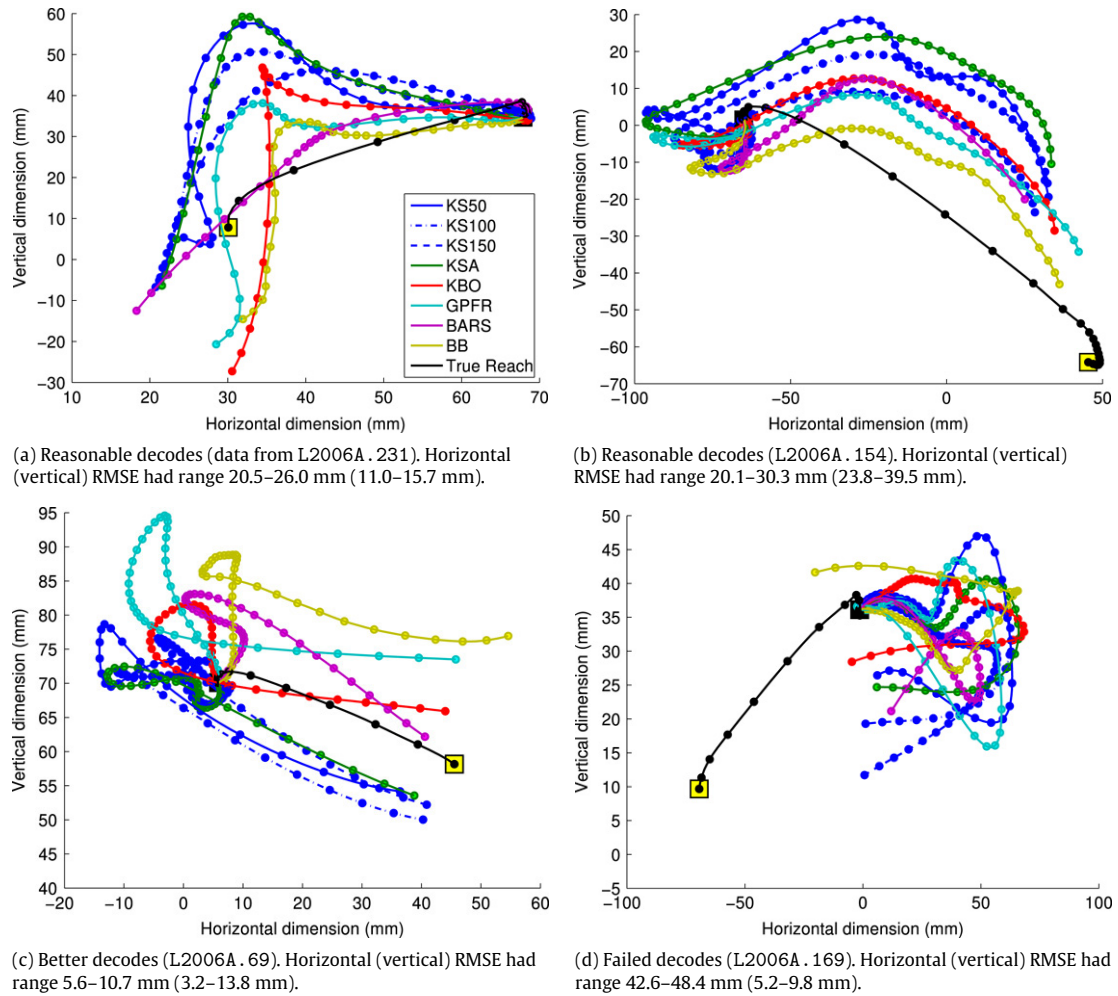 60
50
40
30
20
10
0
−10
−20
−30
Vertical dimension (mm)
10 20 30 40 50 60 70
Horizontal dimension (mm)
KS50
KS100
KS150
KSA
KBO
GPFR
BARS
BB
True Reach
(a) Reasonable decodes (data from L2006A.231). Horizontal
(vertical) RMSE had range 20.5–26.0 mm (11.0–15.7 mm).
30
20
10
0
−10
−20
−30
−40
−50
−60
−70
Vertical dimension (mm)
−100 −50 0 50
Horizontal dimension (mm)
(b) Reasonable decodes (L2006A.154). Horizontal (vertical)
RMSE had range 20.1–30.3 mm (23.8–39.5 mm).
95
90
85
80
75
70
65
60
55
50
45
40
Vertical dimension (mm)
−20 −10 0 10 20 30 40 50 60
Horizontal dimension (mm)
(c) Better decodes (L2006A.69). Horizontal (vertical) RMSE had
range 5.6–10.7 mm (3.2–13.8 mm).
50
45
40
35
30
25
20
15
10
5
0
−5
Vertical dimension (mm)
−100 −50 0 50 100
Horizontal dimension (mm)
(d) Failed decodes (L2006A.169). Horizontal (vertical) RMSE had
range 42.6–48.4 mm (5.2–9.8 mm).